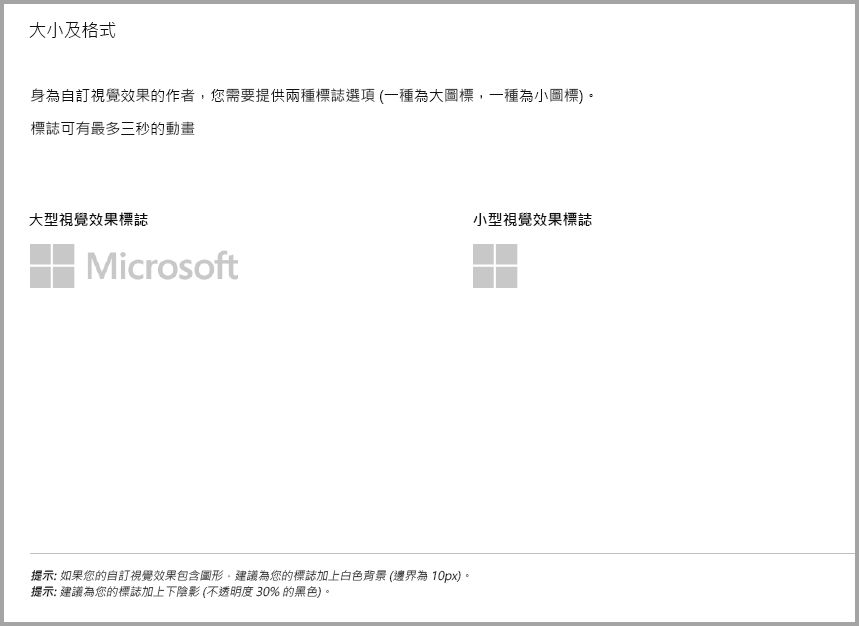 大小及格式
身為自訂視覺效果的作者，您需要提供兩種標誌選項 (一種為大圖標，一種為小圖標)。
標誌可有最多三秒的動畫
大型視覺效果標誌
小型視覺效果標誌
Microsoft
提示: 如果您的自訂視覺效果包含圖形，建議為您的標誌加上白色背景 (邊界為 10px)。
提示: 建議為您的標誌加上下陰影 (不透明度 30% 的黑色)。